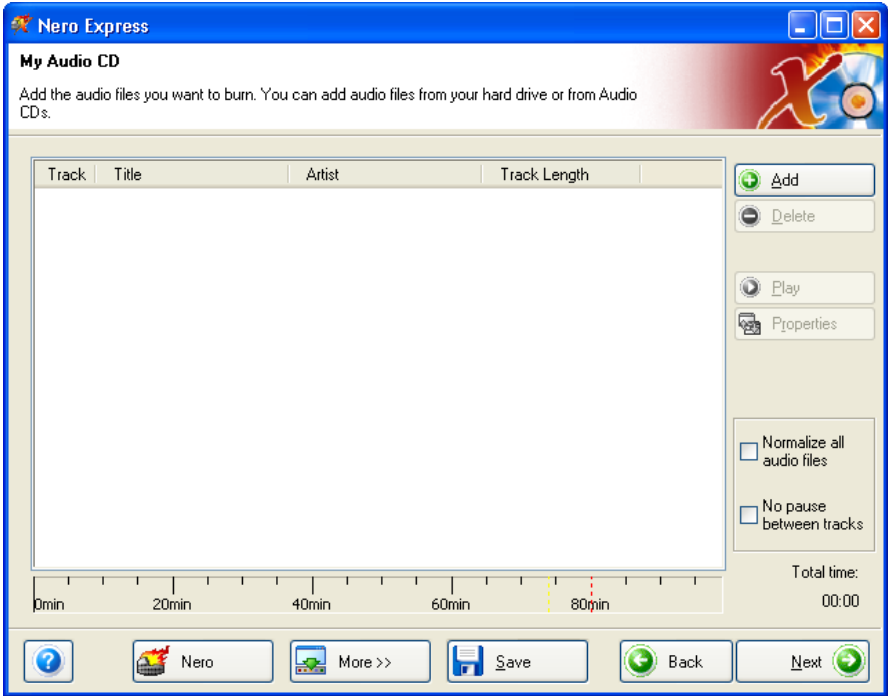 Nero Express
My Audio CD
Add the audio files you want to burn. You can add audio files from your hard drive or from Audio
CDs.
Track Title Artist Track Length
Add
Delete
Play
Properties
Normalize all
audio files
No pause
between tracks
Total time:
00:00
0min 20min 40min 60min 80min
Nero More >> Save Back Next